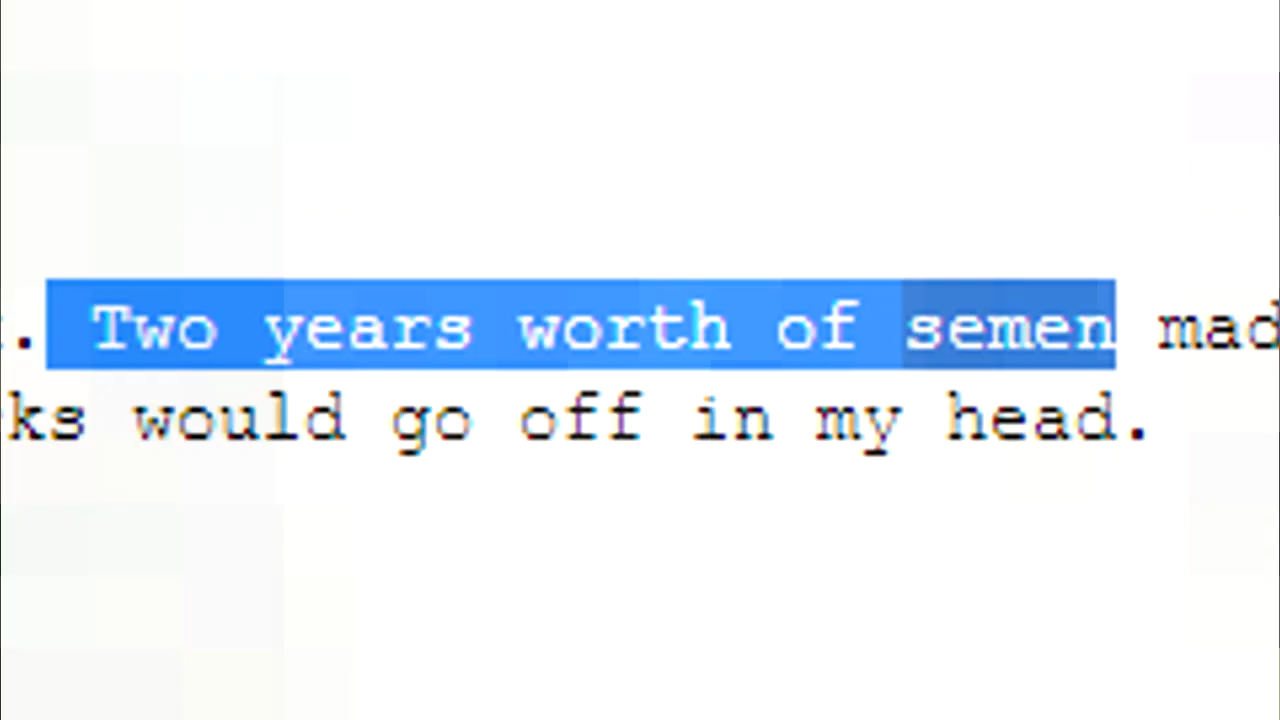 . Two years worth of semen mad
ks would go off in my head.